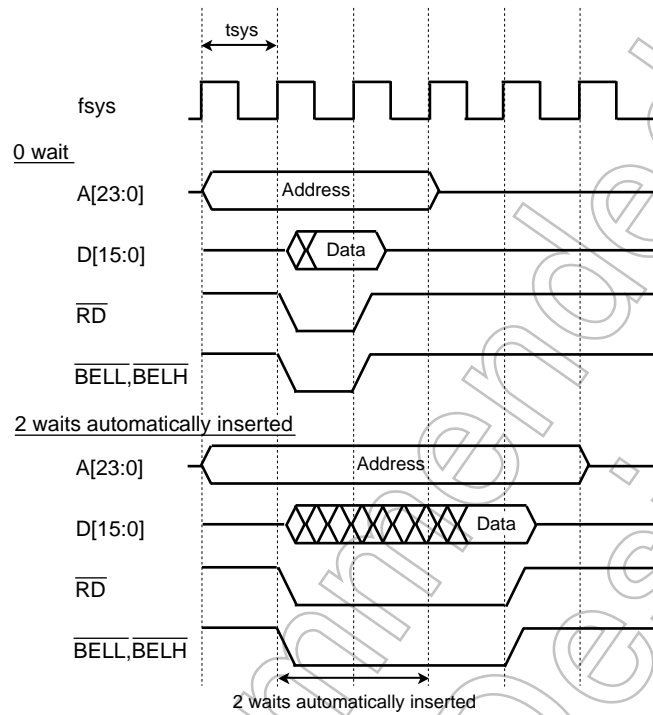 tsys
fsys
0 wait
A[23:0]
Address
D[15:0]
Data
RD
BELL,BELH
2 waits automatically inserted
A[23:0]
Address
D[15:0]
Data
RD
BELL,BELH
2 waits automatically inserted